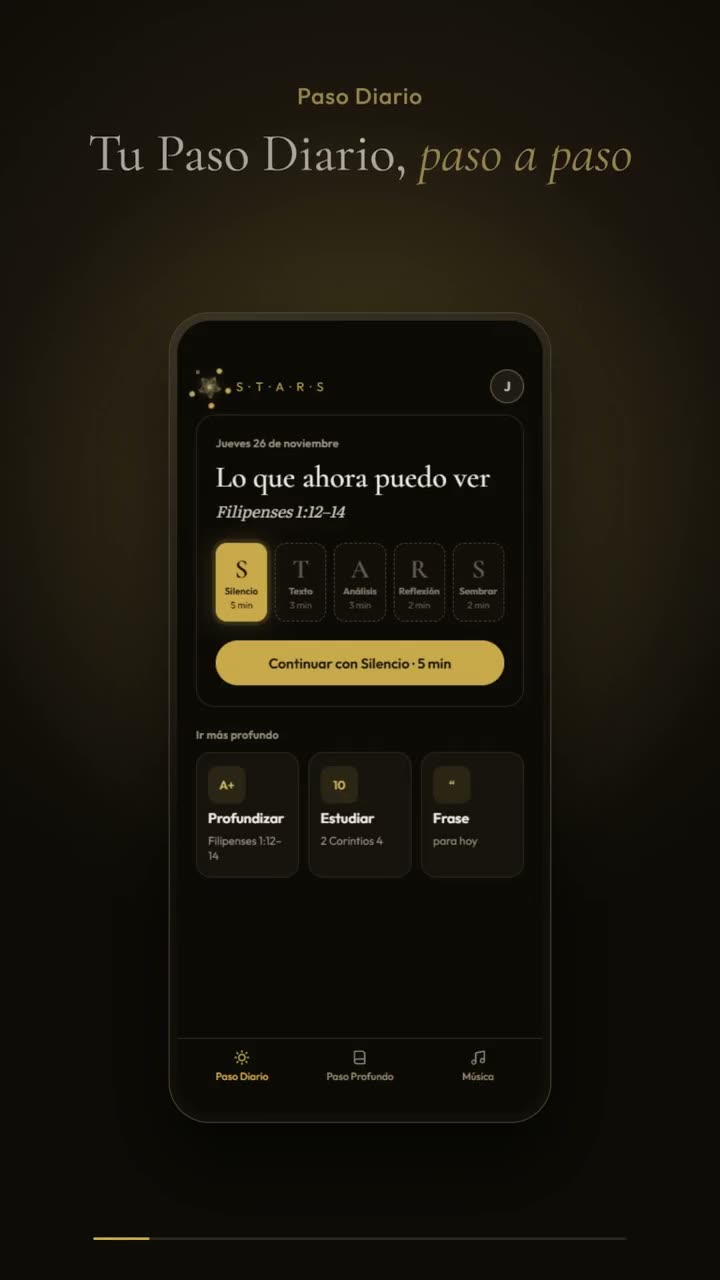 Paso Diario
Tu Paso Diario, paso a paso
S·T·A·R·S
J
Jueves 26 de noviembre
Lo que ahora puedo ver
Filipenses 1:12–14
S
Silencio
5 min
T
Texto
3 min
A
Análisis
3 min
R
Reflexión
2 min
S
Sembrar
2 min
Continuar con Silencio · 5 min
Ir más profundo
A+
Profundizar
Filipenses 1:12–
14
10
Estudiar
2 Corintios 4
“
Frase
para hoy
Paso Diario
Paso Profundo
Música